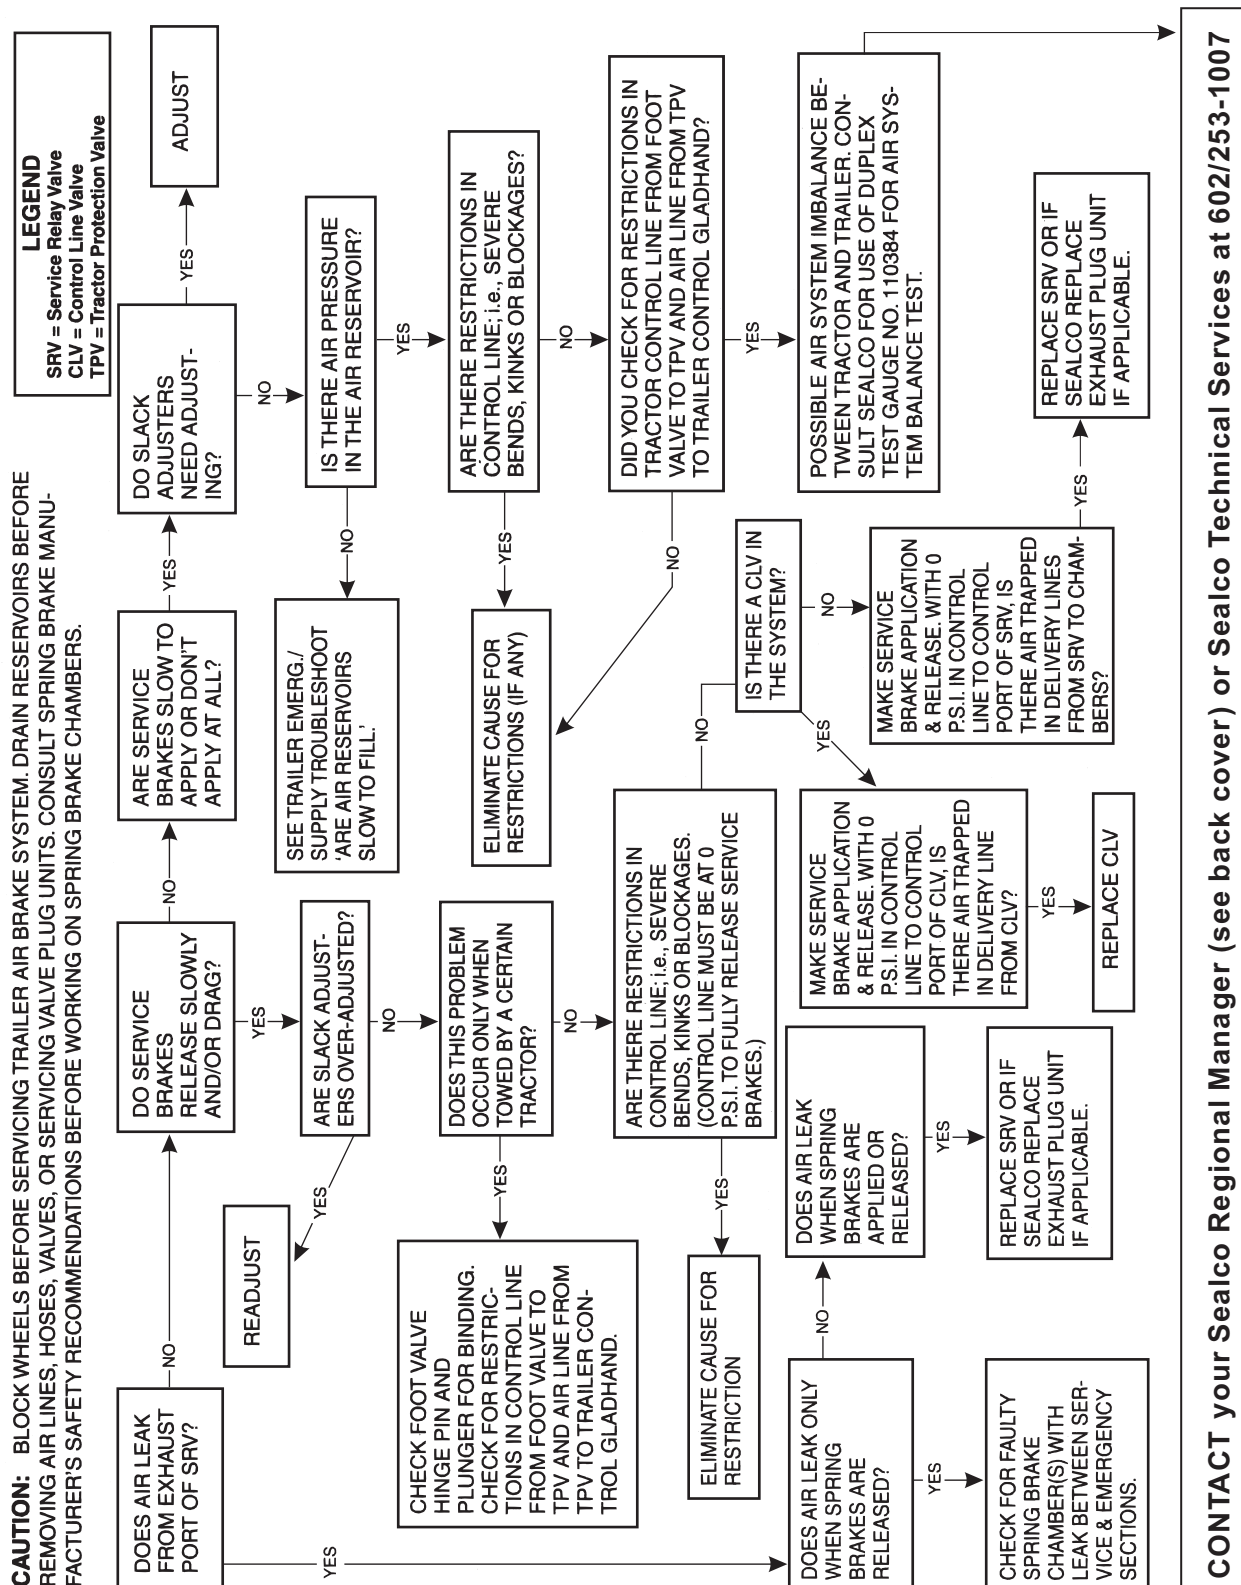 CAUTION: BLOCK WHEELS BEFORE SERVICING TRAILER AIR BRAKE SYSTEM. DRAIN RESERVOIRS BEFORE
REMOVING AIR LINES, HOSES, VALVES, OR SERVICING VALVE PLUG UNITS. CONSULT SPRING BRAKE MANU-
FACTURER'S SAFETY RECOMMENDATIONS BEFORE WORKING ON SPRING BRAKE CHAMBERS.
LEGEND
SRV = Service Relay Valve
CLV = Control Line Valve
TPV = Tractor Protection Valve
DOES AIR LEAK
FROM EXHAUST
PORT OF SRV?
NO
DO SERVICE
BRAKES
RELEASE SLOWLY
AND/OR DRAG?
NO
ARE SERVICE
BRAKES SLOW TO
APPLY OR DON'T
APPLY AT ALL?
YES
DO SLACK
ADJUSTERS
NEED ADJUST-
ING?
YES
ADJUST
NO
IS THERE AIR PRESSURE
IN THE AIR RESERVOIR?
NO
SEE TRAILER EMERG./
SUPPLY TROUBLESHOOT
'ARE AIR RESERVOIRS
SLOW TO FILL.'
YES
ARE THERE RESTRICTIONS IN
CONTROL LINE; i.e., SEVERE
BENDS, KINKS OR BLOCKAGES?
YES
ELIMINATE CAUSE FOR
RESTRICTIONS (IF ANY)
NO
DID YOU CHECK FOR RESTRICTIONS IN
TRACTOR CONTROL LINE FROM FOOT
VALVE TO TPV AND AIR LINE FROM TPV
TO TRAILER CONTROL GLADHAND?
NO
YES
POSSIBLE AIR SYSTEM IMBALANCE BE-
TWEEN TRACTOR AND TRAILER. CON-
SULT SEALCO FOR USE OF DUPLEX
TEST GAUGE NO. 110384 FOR AIR SYS-
TEM BALANCE TEST.
YES
ARE SLACK ADJUST-
ERS OVER-ADJUSTED?
YES
READJUST
NO
DOES THIS PROBLEM
OCCUR ONLY WHEN
TOWED BY A CERTAIN
TRACTOR?
YES
CHECK FOOT VALVE
HINGE PIN AND
PLUNGER FOR BINDING.
CHECK FOR RESTRIC-
TIONS IN CONTROL LINE
FROM FOOT VALVE TO
TPV AND AIR LINE FROM
TPV TO TRAILER CON-
TROL GLADHAND.
NO
ARE THERE RESTRICTIONS IN
CONTROL LINE; i.e., SEVERE
BENDS, KINKS OR BLOCKAGES.
(CONTROL LINE MUST BE AT 0
P.S.I. TO FULLY RELEASE SERVICE
BRAKES.)
YES
ELIMINATE CAUSE FOR
RESTRICTION
NO
IS THERE A CLV IN
THE SYSTEM?
YES
MAKE SERVICE
BRAKE APPLICATION
& RELEASE. WITH 0
P.S.I. IN CONTROL
LINE TO CONTROL
PORT OF CLV, IS
THERE AIR TRAPPED
IN DELIVERY LINE
FROM CLV?
YES
REPLACE CLV
NO
MAKE SERVICE
BRAKE APPLICATION
& RELEASE. WITH 0
P.S.I. IN CONTROL
LINE TO CONTROL
PORT OF SRV, IS
THERE AIR TRAPPED
IN DELIVERY LINES
FROM SRV TO CHAM-
BERS?
YES
REPLACE SRV OR IF
SEALCO REPLACE
EXHAUST PLUG UNIT
IF APPLICABLE.
YES
DOES AIR LEAK ONLY
WHEN SPRING
BRAKES ARE
RELEASED?
YES
CHECK FOR FAULTY
SPRING BRAKE
CHAMBER(S) WITH
LEAK BETWEEN SER-
VICE & EMERGENCY
SECTIONS.
NO
DOES AIR LEAK
WHEN SPRING
BRAKES ARE
APPLIED OR
RELEASED?
YES
REPLACE SRV OR IF
SEALCO REPLACE
EXHAUST PLUG UNIT
IF APPLICABLE.
CONTACT your Sealco Regional Manager (see back cover) or Sealco Technical Services at 602/253-1007